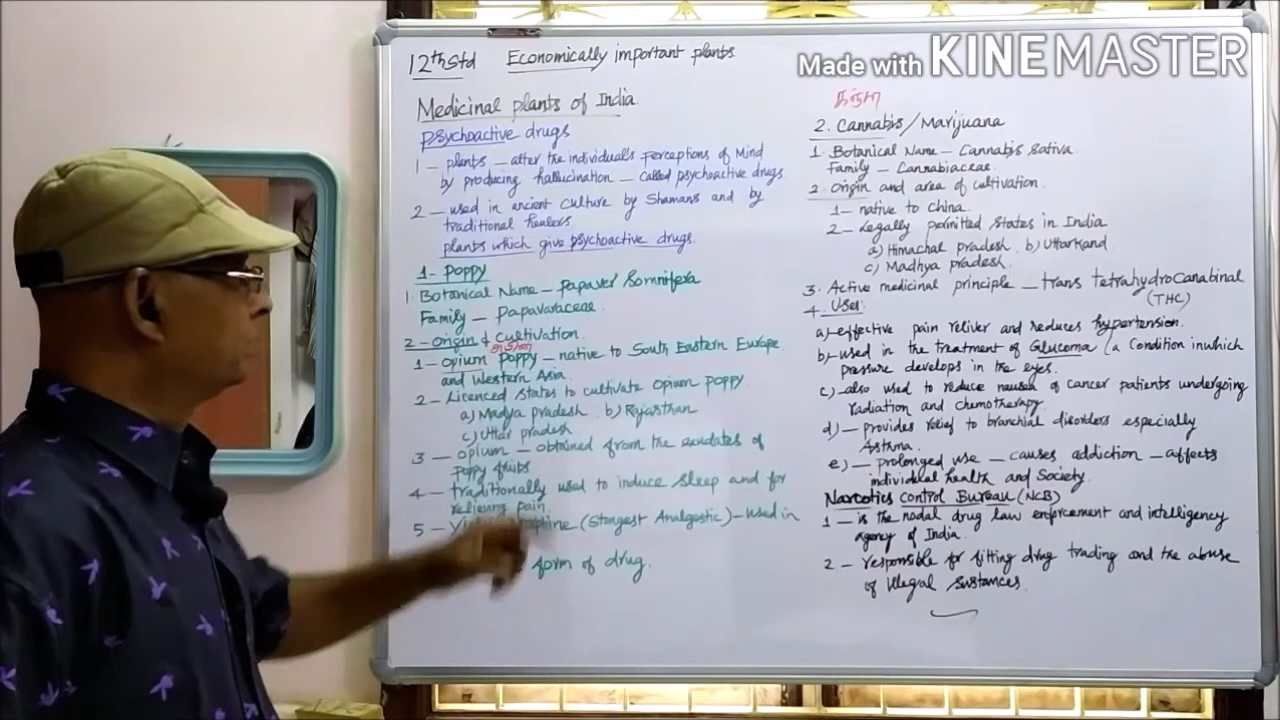 12th Std Economically important plants
Made with KINEMASTER
Medicinal plants of India
Psychoactive drugs
1 – plants – alter the individual's perceptions of Mind
by producing hallucination – called psychoactive drugs
2 – used in ancient culture by Shamans and by
traditional healers
plants which give psychoactive drugs.
1 - Poppy
1. Botanical Name – Papaver Somnifera
Family – Papavaraceae.
2 - Origin & cultivation
1 – Opium Poppy – native to South Eastern Europe
and Western Asia.
2 – Licenced States to cultivate Opium Poppy
a) Madya pradesh b) Rajasthan
c) Uttar pradesh
3 – Opium – obtained from the exudates of
Poppy fruits
4 – traditionally used to induce Sleep and for
relieving pain.
5 – (Stongest Analgestic) – used in
form of drug.
கஞ்சா
2. Cannabis/Marijuana
1. Botanical Name – Cannabis Sativa
Family – Cannabiaceae.
2. Origin and area of cultivation.
1 – native to China.
2 – Legally permitted States in India
a) Himachal pradesh b) Uttarkand
c) Madhya pradesh.
3. Active medicinal principle – trans TetrahydroCanabinal
(THC)
4 - Uses:
a) effective pain reliver and reduces hypertension.
b) – used in the treatment of Glucoma (a Condition inwhich
pressure develops in the eyes.
c) – also used to reduce nausea of cancer patients undergoing
radiation and chemotherapy
d) – provides relief to branchial disorders especially
Asthma.
e) – prolonged use – causes addiction – affects
individual health and Society.
Narcotics Control Bureau (NCB)
1 – is the nodal drug law enforcement and intelligency
agency of India.
2 – Responsible for fitting drug trading and the abuse
of illegal sustances.